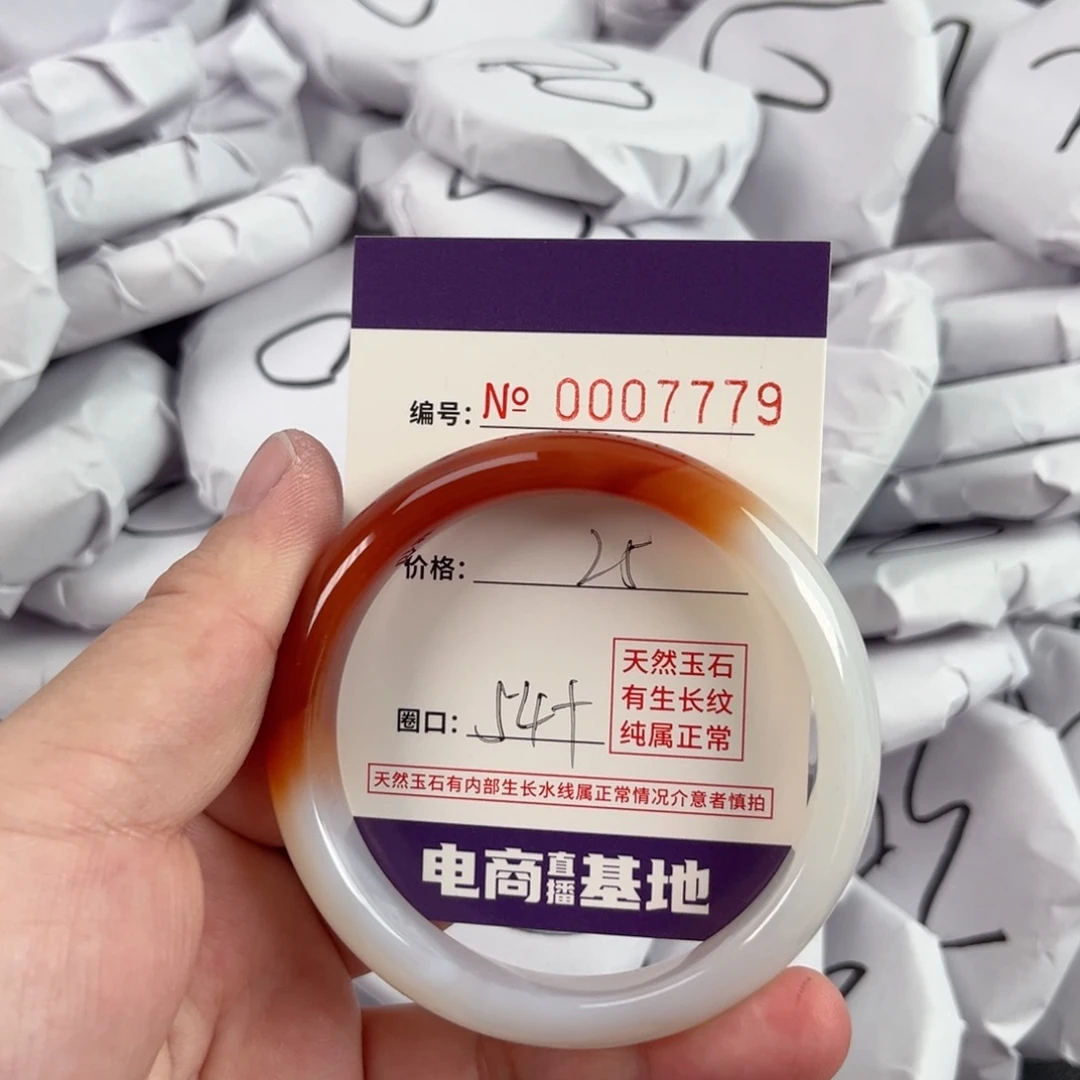 编号: № 0007779
价格: 25
圈口: 54+
天然玉石
有生长纹
纯属正常
天然玉石有内部生长水线属正常情况介意者慎拍
电商直播基地